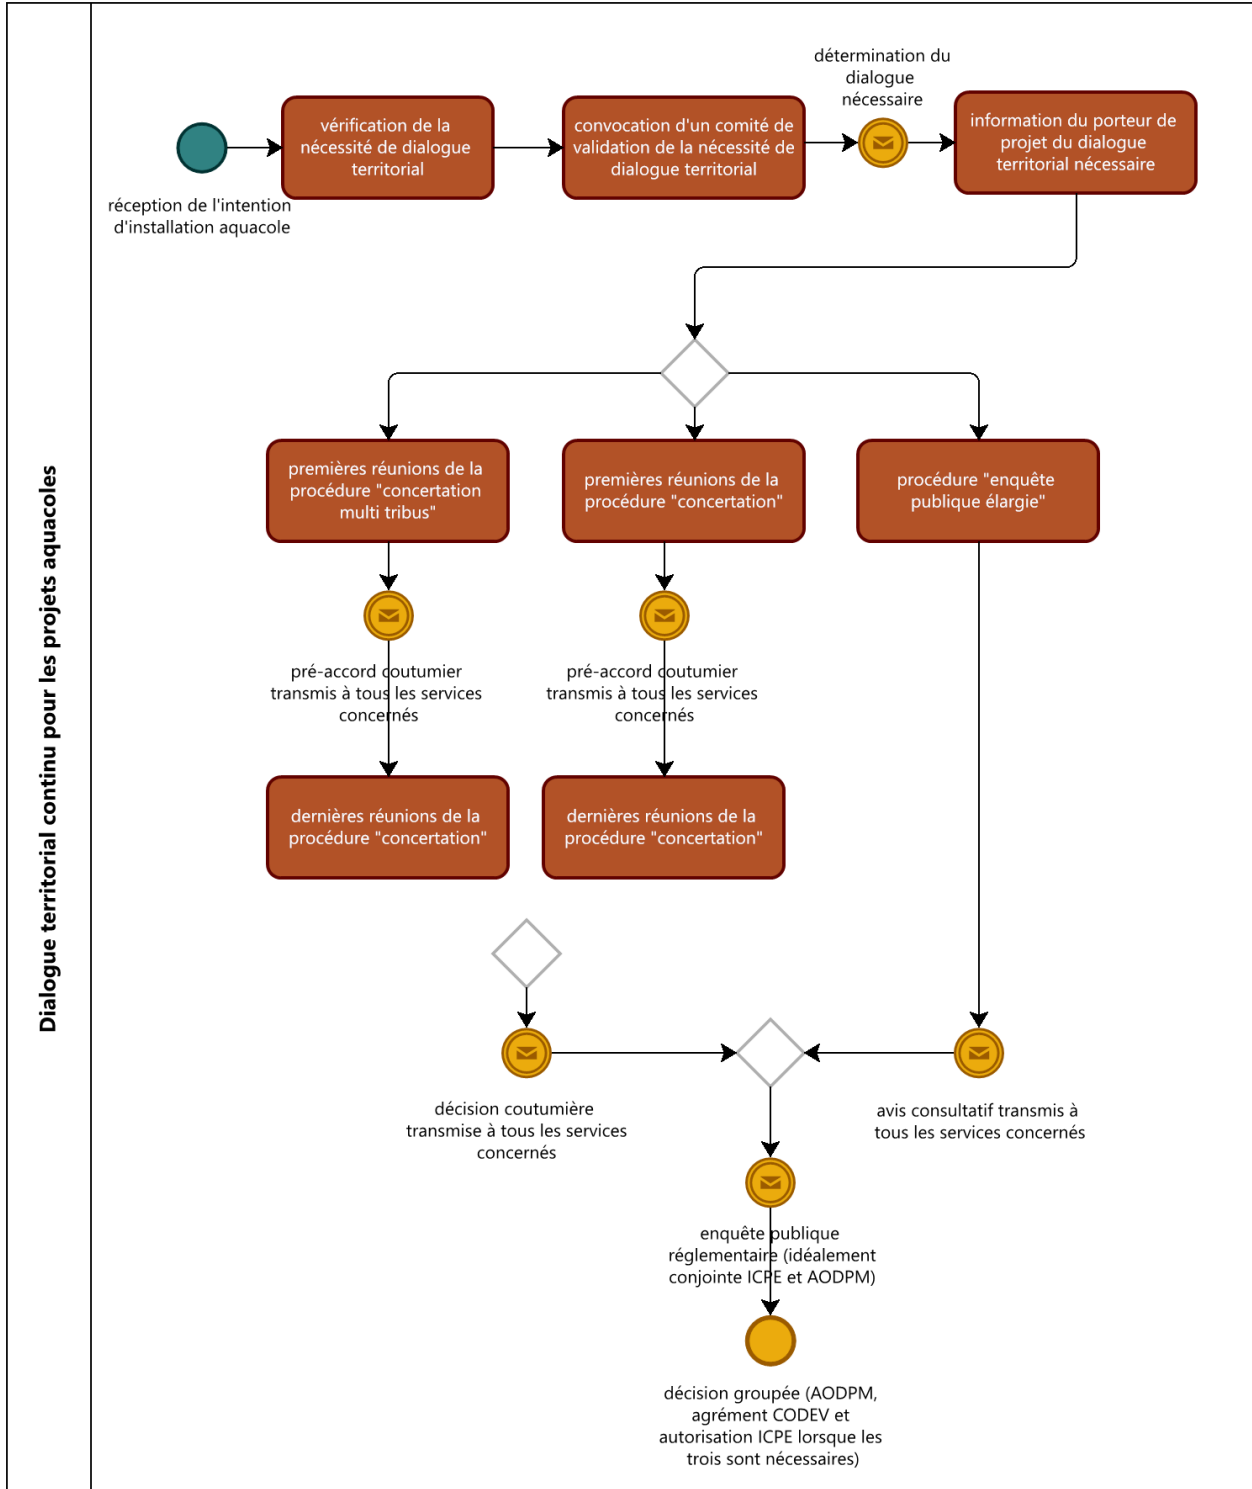 Dialogue territorial continu pour les projets aquacoles
réception de l'intention
d'installation aquacole
vérification de la
nécessité de dialogue
territorial
convocation d'un comité de
validation de la nécessité de
dialogue territorial
détermination du
dialogue
nécessaire
information du porteur de
projet du dialogue
territorial nécessaire
premières réunions de la
procédure "concertation
multi tribus"
premières réunions de la
procédure "concertation"
procédure "enquête
publique élargie"
pré-accord coutumier
transmis à tous les services
concernés
pré-accord coutumier
transmis à tous les services
concernés
dernières réunions de la
procédure "concertation"
dernières réunions de la
procédure "concertation"
décision coutumière
transmise à tous les services
concernés
avis consultatif transmis à
tous les services concernés
enquête publique
réglementaire (idéalement
conjointe ICPE et AODPM)
décision groupée (AODPM,
agrément CODEV et
autorisation ICPE lorsque les
trois sont nécessaires)